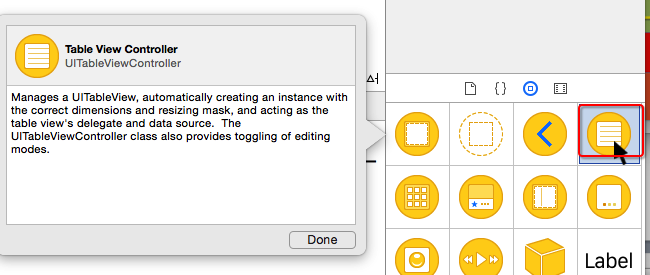 Table View Controller
UITableViewController
Manages a UITableView, automatically creating an instance with
the correct dimensions and resizing mask, and acting as the
table view's delegate and data source.  The
UITableViewController class also provides toggling of editing
modes.
Done
{ }
Label